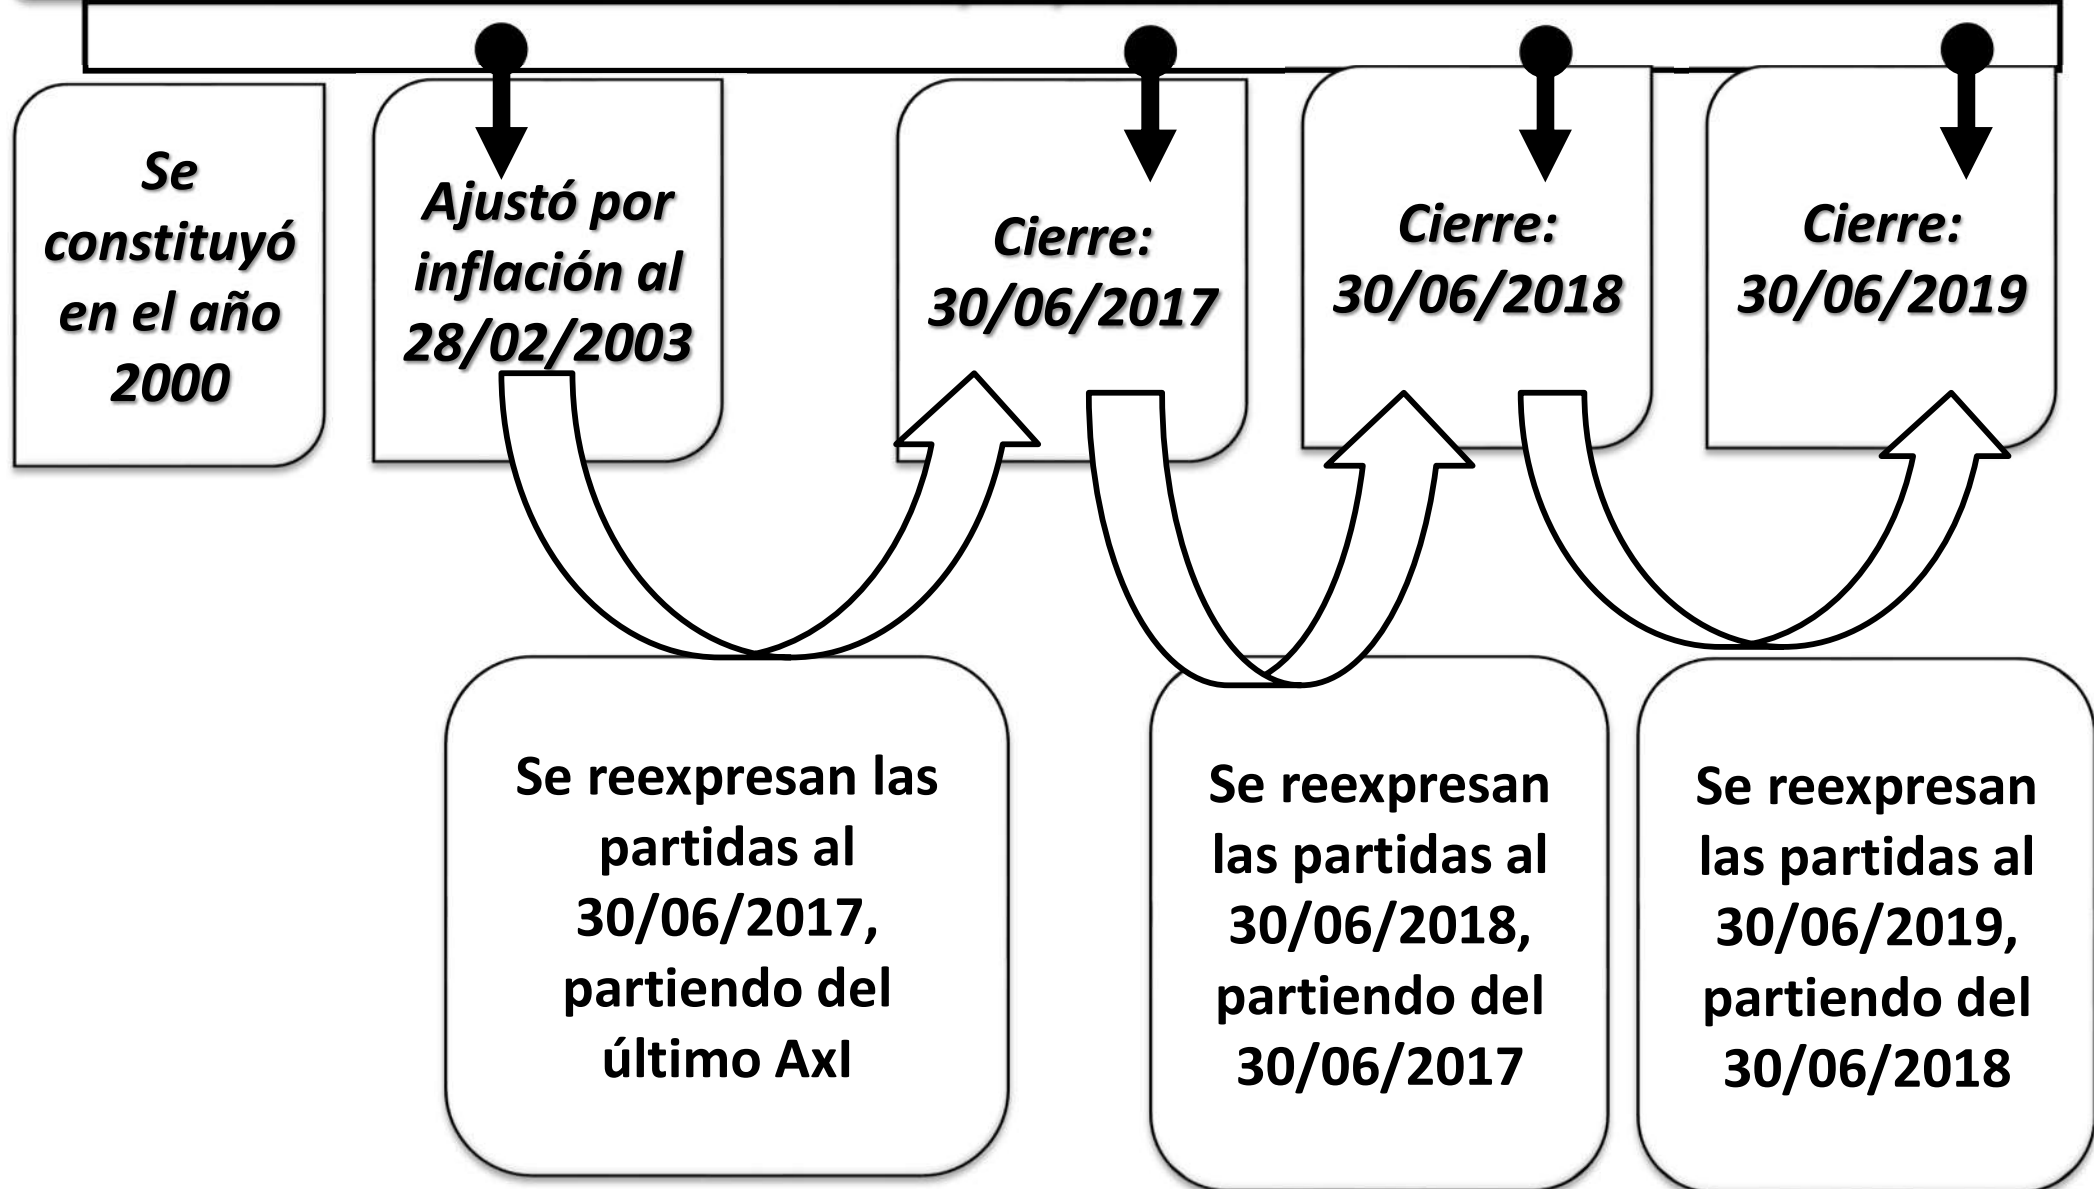 Se
constituyó
en el año
2000
Ajustó por
inflación al
28/02/2003
Cierre:
30/06/2017
Cierre:
30/06/2018
Cierre:
30/06/2019
Se reexpresan las
partidas al
30/06/2017,
partiendo del
último AxI
Se reexpresan
las partidas al
30/06/2018,
partiendo del
30/06/2017
Se reexpresan
las partidas al
30/06/2019,
partiendo del
30/06/2018